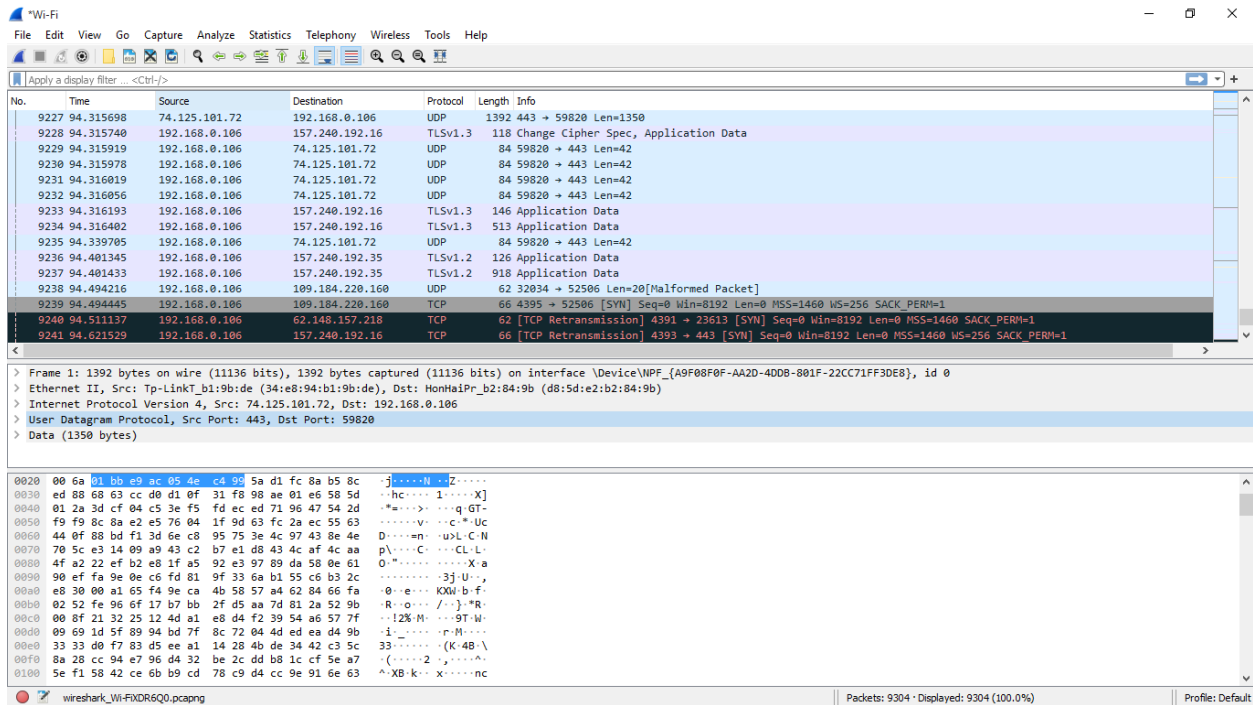 *Wi-Fi
File Edit View Go Capture Analyze Statistics Telephony Wireless Tools Help
Apply a display filter ... <Ctrl-/>
No. Time Source Destination Protocol Length Info
9227 94.315698 74.125.101.72 192.168.0.106 UDP 1392 443 → 59820 Len=1350
9228 94.315740 192.168.0.106 157.240.192.16 TLSv1.3 118 Change Cipher Spec, Application Data
9229 94.315919 192.168.0.106 74.125.101.72 UDP 84 59820 → 443 Len=42
9230 94.315978 192.168.0.106 74.125.101.72 UDP 84 59820 → 443 Len=42
9231 94.316019 192.168.0.106 74.125.101.72 UDP 84 59820 → 443 Len=42
9232 94.316056 192.168.0.106 74.125.101.72 UDP 84 59820 → 443 Len=42
9233 94.316193 192.168.0.106 157.240.192.16 TLSv1.3 146 Application Data
9234 94.316402 192.168.0.106 157.240.192.16 TLSv1.3 513 Application Data
9235 94.339705 192.168.0.106 74.125.101.72 UDP 84 59820 → 443 Len=42
9236 94.401345 192.168.0.106 157.240.192.35 TLSv1.2 126 Application Data
9237 94.401433 192.168.0.106 157.240.192.35 TLSv1.2 918 Application Data
9238 94.494216 192.168.0.106 109.184.220.160 UDP 62 32034 → 52506 Len=20[Malformed Packet]
9239 94.494445 192.168.0.106 109.184.220.160 TCP 66 4395 → 52506 [SYN] Seq=0 Win=8192 Len=0 MSS=1460 WS=256 SACK_PERM=1
9240 94.511137 192.168.0.106 62.148.157.218 TCP 62 [TCP Retransmission] 4391 → 23613 [SYN] Seq=0 Win=8192 Len=0 MSS=1460 SACK_PERM=1
9241 94.621529 192.168.0.106 157.240.192.16 TCP 66 [TCP Retransmission] 4393 → 443 [SYN] Seq=0 Win=8192 Len=0 MSS=1460 WS=256 SACK_PERM=1
> Frame 1: 1392 bytes on wire (11136 bits), 1392 bytes captured (11136 bits) on interface \Device\NPF_{A9F08F0F-AA2D-4DDB-801F-22CC71FF3DE8}, id 0
> Ethernet II, Src: Tp-LinkT_b1:9b:de (34:e8:94:b1:9b:de), Dst: HonHaiPr_b2:84:9b (d8:5d:e2:b2:84:9b)
> Internet Protocol Version 4, Src: 74.125.101.72, Dst: 192.168.0.106
> User Datagram Protocol, Src Port: 443, Dst Port: 59820
> Data (1350 bytes)
0020 00 6a 01 bb e9 ac 05 4e c4 99 5a d1 fc 8a b5 8c ·j·····N ··Z·····
0030 ed 88 68 63 cc d0 d1 0f 31 f8 98 ae 01 e6 58 5d ··hc···· 1·····X]
0040 01 2a 3d cf 04 c5 3e f5 fd ec ed 71 96 47 54 2d ·*=···>· ···q·GT-
0050 f9 f9 8c 8a e2 e5 76 04 1f 9d 63 fc 2a ec 55 63 ······v· ··c·*·Uc
0060 44 0f 88 bd f1 3d 6e c8 95 75 3e 4c 97 43 8e 4e D····=n· ·u>L·C·N
0070 70 5c e3 14 09 a9 43 c2 b7 e1 d8 43 4c af 4c aa p\····C· ···CL·L·
0080 4f a2 22 ef b2 e8 1f a5 92 e3 97 89 da 58 0e 61 O·"····· ·····X·a
0090 90 ef fa 9e 0e c6 fd 81 9f 33 6a b1 55 c6 b3 2c ········ ·3j·U··,
00a0 e8 30 00 a1 65 f4 9e ca 4b 58 57 a4 62 84 66 fa ·0··e··· KXW·b·f·
00b0 02 52 fe 96 6f 17 b7 bb 2f d5 aa 7d 81 2a 52 9b ·R··o··· /··}·*R·
00c0 00 8f 21 32 25 12 4d a1 e8 d4 f2 39 54 a6 57 7f ··!2%·M· ···9T·W·
00d0 09 69 1d 5f 89 94 bd 7f 8c 72 04 4d ed ea d4 9b ·i·_···· ·r·M····
00e0 33 33 d0 f7 83 d5 ee a1 14 28 4b de 34 42 c3 5c 33······ ·(K·4B·\
00f0 8a 28 cc 94 e7 96 d4 32 be 2c dd b8 1c cf 5e a7 ·(·····2 ·,····^·
0100 5e f1 58 42 ce 6b b9 cd 78 c9 d4 cc 9e 91 6e 63 ^·XB·k·· x·····nc
wireshark_Wi-FiXDR6Q0.pcapng Packets: 9304 · Displayed: 9304 (100.0%) Profile: Default